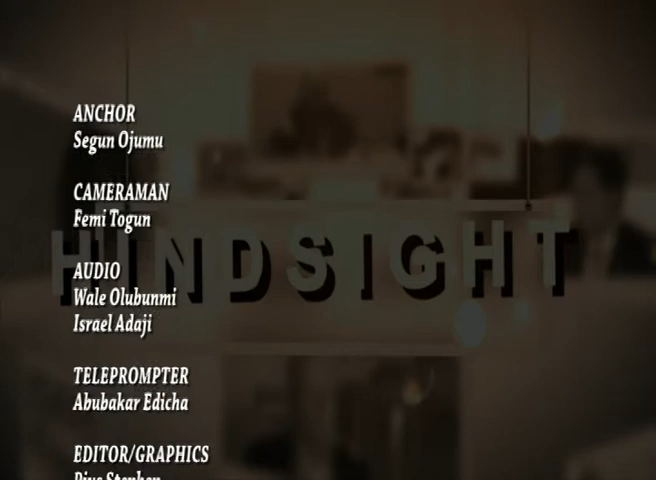 ANCHOR
Segun Ojumu
CAMERAMAN
Femi Togun
HINDSIGHT
AUDIO
Wale Olubunmi
Israel Adaji
TELEPROMPTER
Abubakar Edicha
EDITOR/GRAPHICS